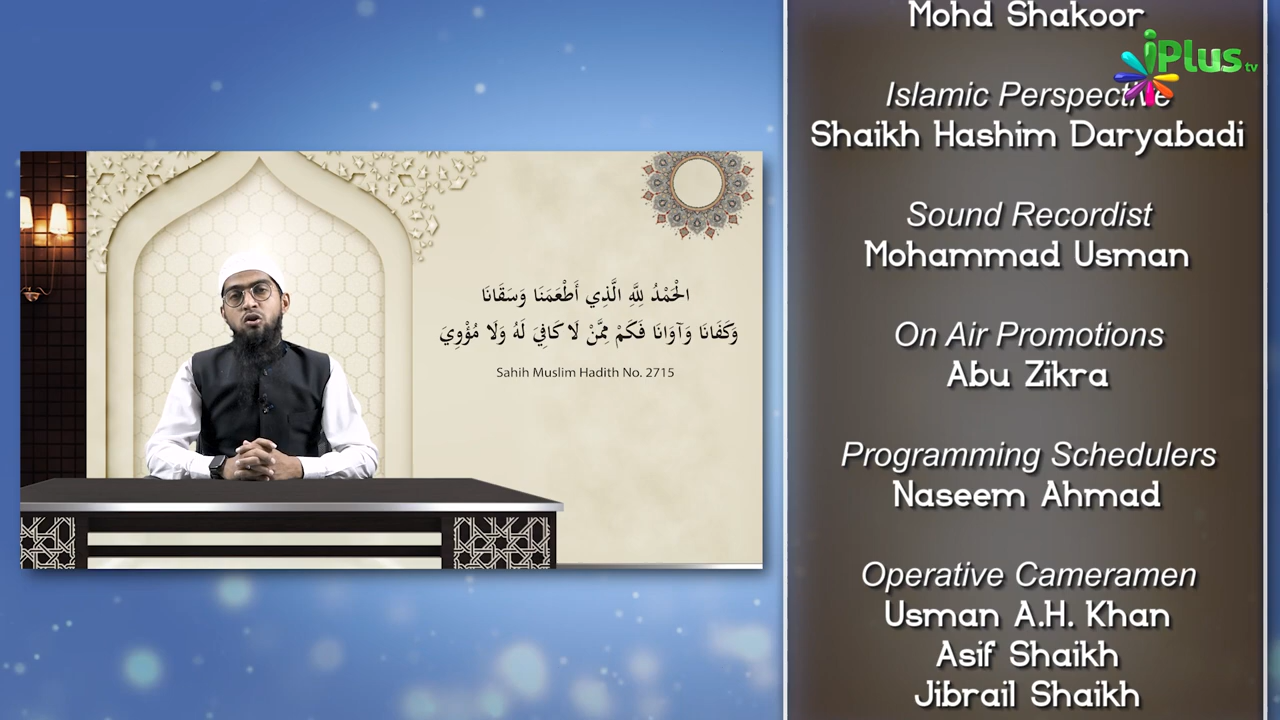 الْحَمْدُ لِلَّهِ الَّذِي أَطْعَمَنَا وَسَقَانَا
وَكَفَانَا وَآوَانَا فَكَمْ مِمَّنْ لَا كَافِيَ لَهُ وَلَا مُؤْوِيَ
Sahih Muslim Hadith No. 2715
Mohd Shakoor
iPlus tv
Islamic Perspective
Shaikh Hashim Daryabadi
Sound Recordist
Mohammad Usman
On Air Promotions
Abu Zikra
Programming Schedulers
Naseem Ahmad
Operative Cameramen
Usman A.H. Khan
Asif Shaikh
Jibrail Shaikh